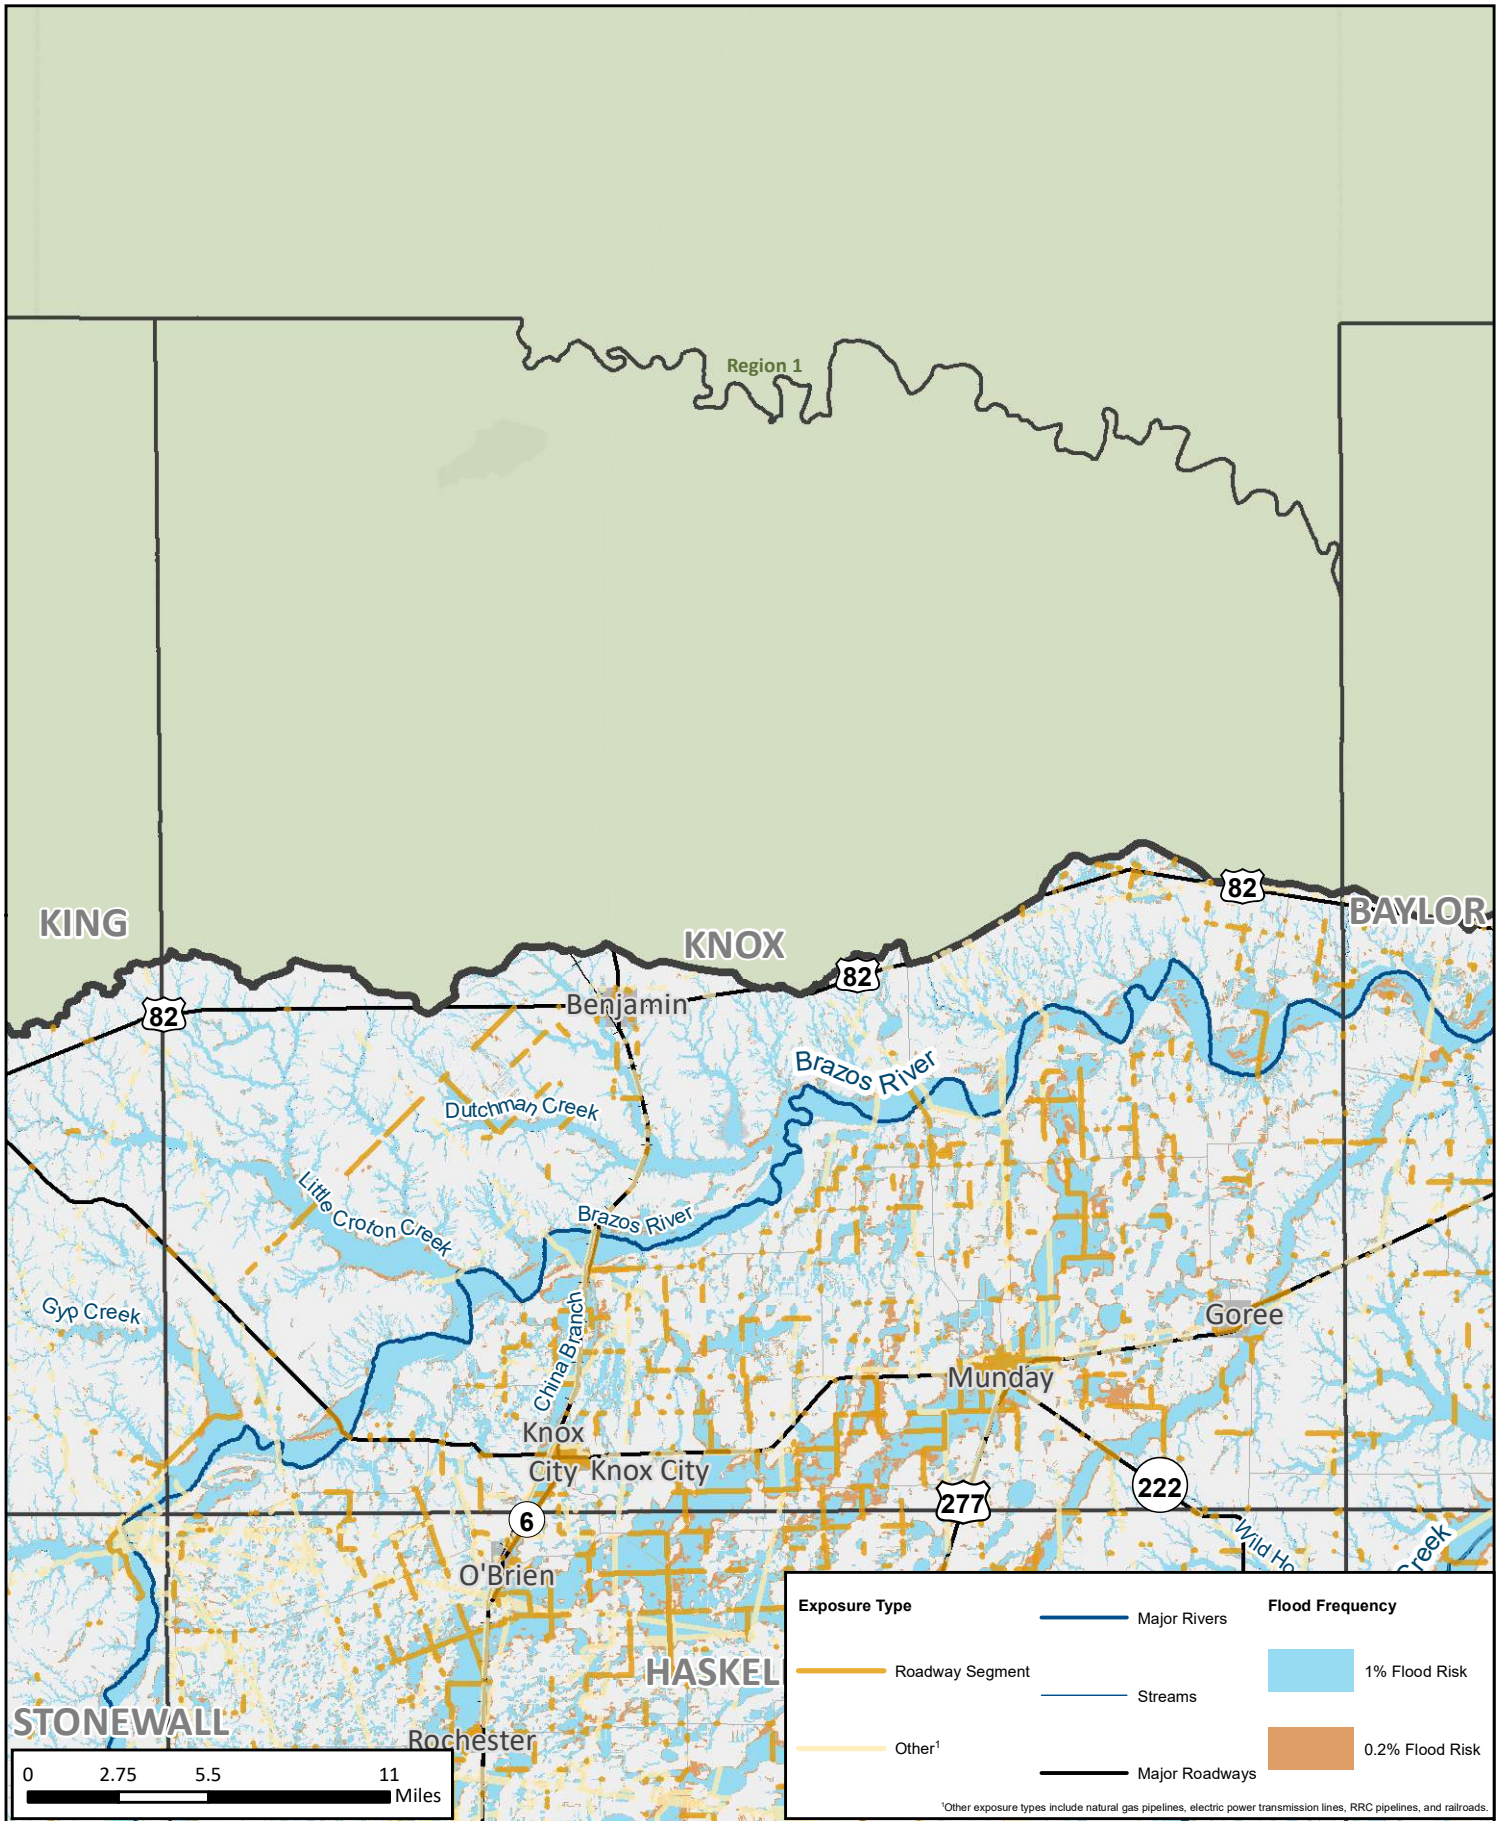 Region 1
KING
KNOX
BAYLOR
82
82
82
Benjamin
Brazos River
Dutchman Creek
Little Croton Creek
Brazos River
Gyp Creek
China Branch
Goree
Munday
Knox
City
Knox City
277
222
6
Wild Ho
Creek
O'Brien
HASKEL
STONEWALL
Rochester
0 2.75 5.5 11
Miles
Exposure Type
Roadway Segment
Other¹
Major Rivers
Streams
Major Roadways
Flood Frequency
1% Flood Risk
0.2% Flood Risk
¹Other exposure types include natural gas pipelines, electric power transmission lines, RRC pipelines, and railroads.